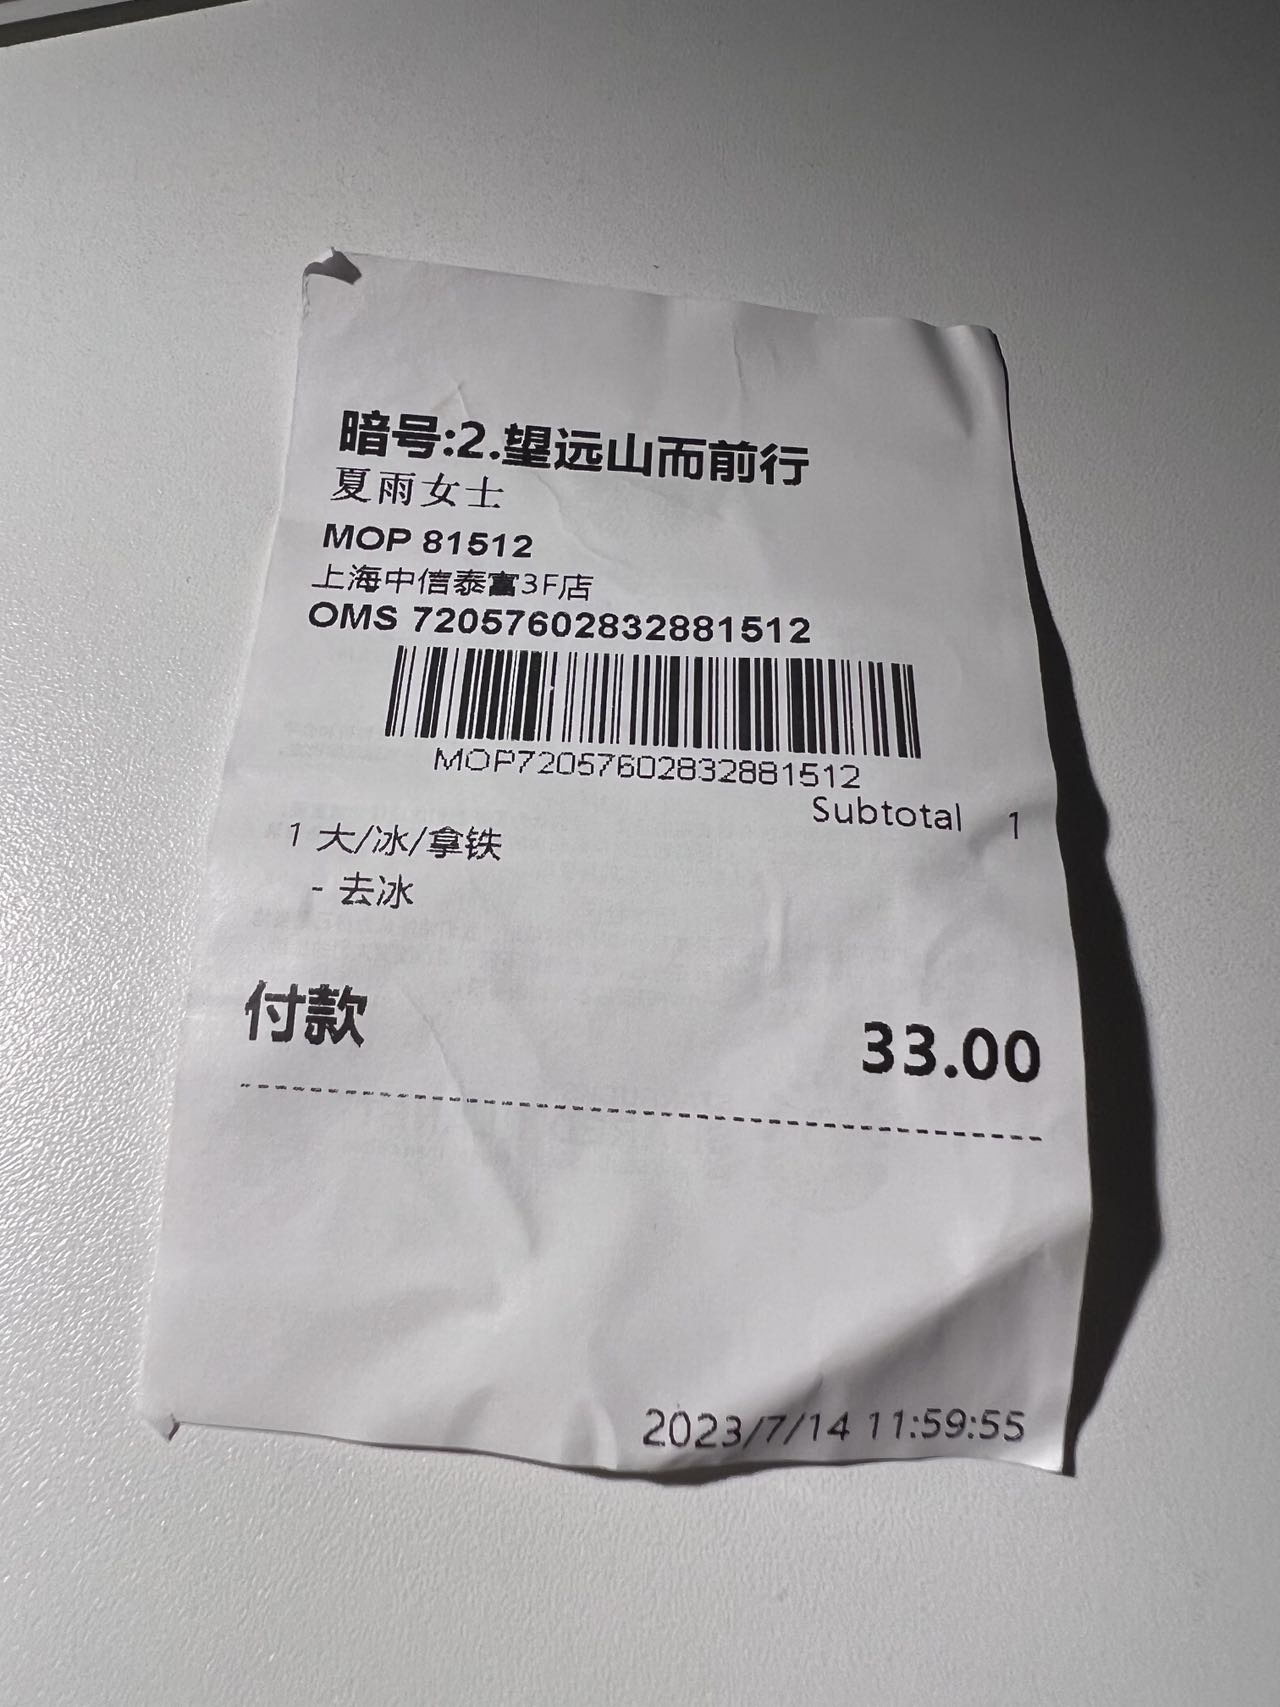 暗号:2.望远山而前行
夏雨女士
MOP 81512
上海中信泰富3F店
OMS 72057602832881512
MOP72057602832881512
Subtotal 1
1 大/冰/拿铁
- 去冰
付款 33.00
2023/7/14 11:59:55